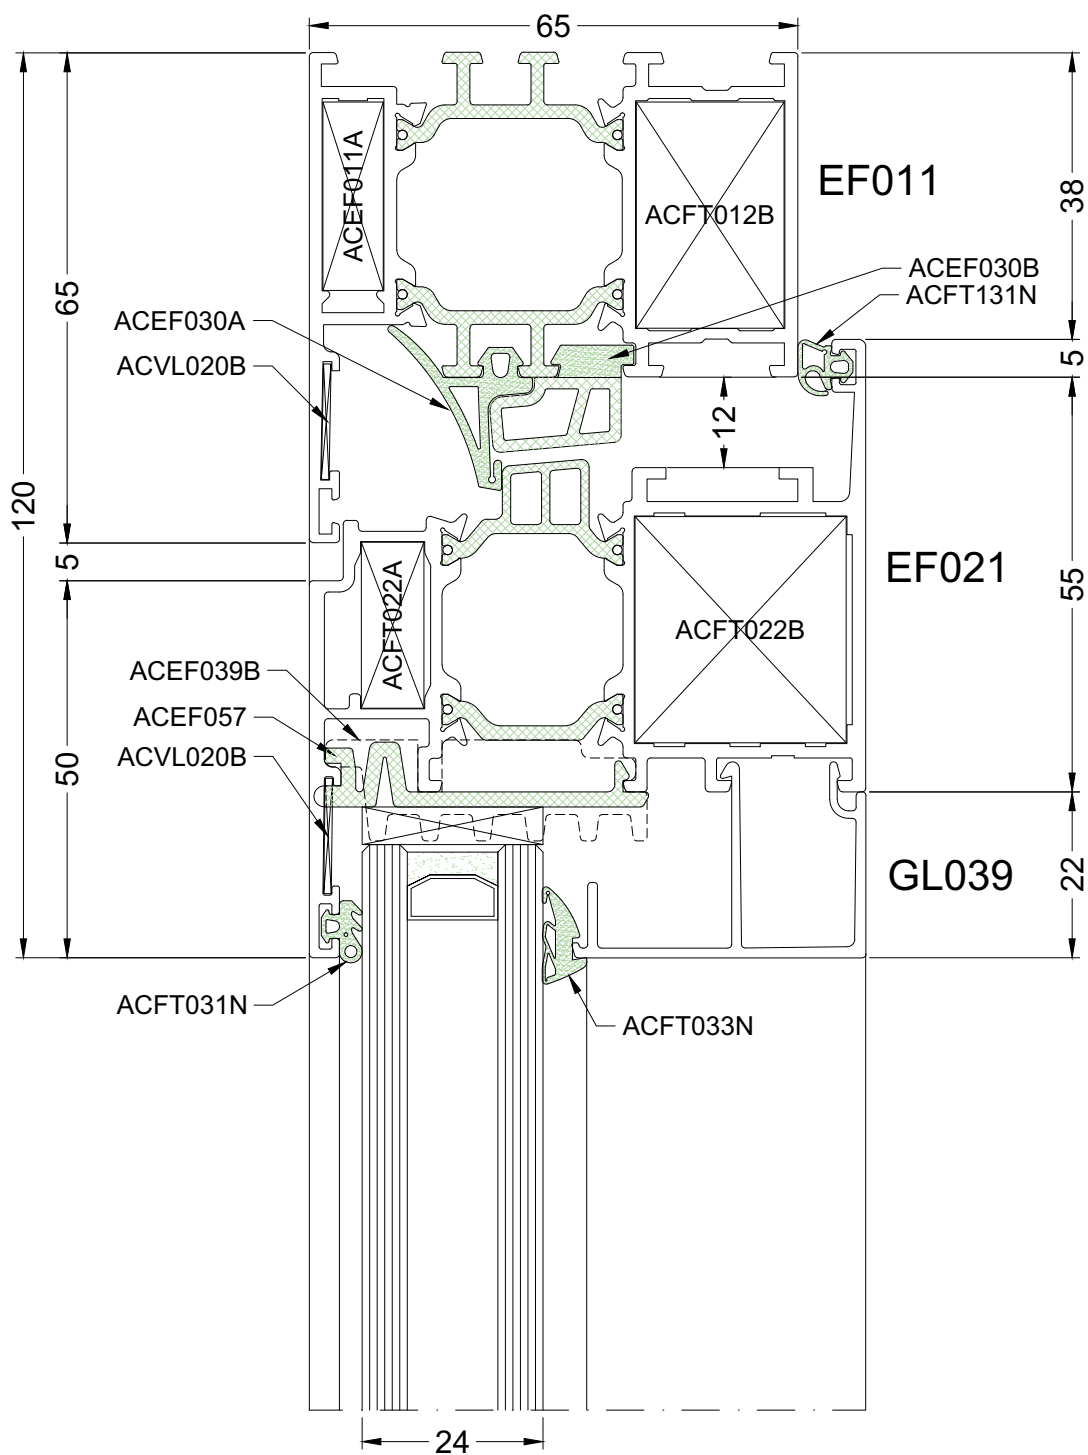 65
EF011
ACEF011A
ACFT012B
38
ACEF030B
ACFT131N
65
ACEF030A
ACVL020B
5
12
120
5
EF021
55
ACFT022A
ACFT022B
ACEF039B
ACEF057
ACVL020B
50
GL039
22
ACFT031N
ACFT033N
24